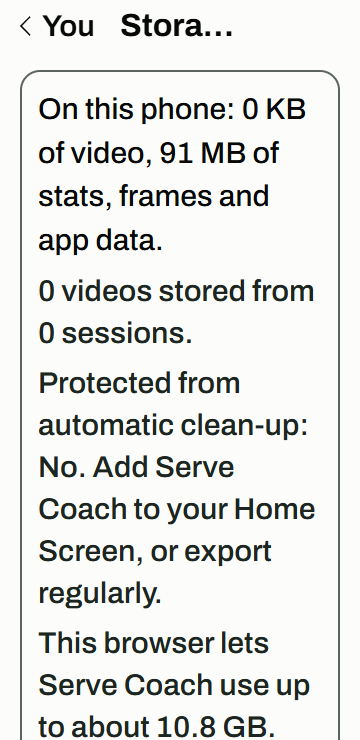 You Stora...
On this phone: 0 KB
of video, 91 MB of
stats, frames and
app data.
0 videos stored from
0 sessions.
Protected from
automatic clean-up:
No. Add Serve
Coach to your Home
Screen, or export
regularly.
This browser lets
Serve Coach use up
to about 10.8 GB.